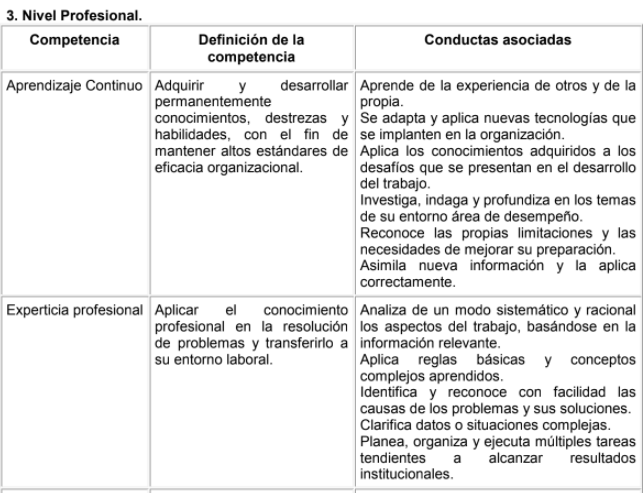 3. Nivel Profesional.
Competencia
Definición de la
competencia
Conductas asociadas
Aprendizaje Continuo
Adquirir y desarrollar
permanentemente
conocimientos, destrezas y
habilidades, con el fin de
mantener altos estándares de
eficacia organizacional.
Aprende de la experiencia de otros y de la
propia.
Se adapta y aplica nuevas tecnologías que
se implanten en la organización.
Aplica los conocimientos adquiridos a los
desafíos que se presentan en el desarrollo
del trabajo.
Investiga, indaga y profundiza en los temas
de su entorno área de desempeño.
Reconoce las propias limitaciones y las
necesidades de mejorar su preparación.
Asimila nueva información y la aplica
correctamente.
Experticia profesional
Aplicar el conocimiento
profesional en la resolución
de problemas y transferirlo a
su entorno laboral.
Analiza de un modo sistemático y racional
los aspectos del trabajo, basándose en la
información relevante.
Aplica reglas básicas y conceptos
complejos aprendidos.
Identifica y reconoce con facilidad las
causas de los problemas y sus soluciones.
Clarifica datos o situaciones complejas.
Planea, organiza y ejecuta múltiples tareas
tendientes a alcanzar resultados
institucionales.